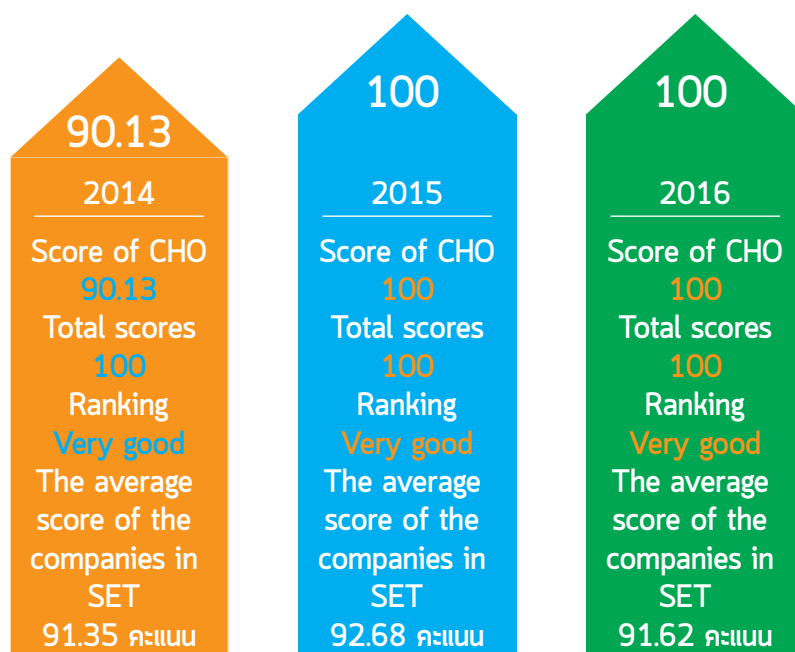 90.13
2014
Score of CHO
90.13
Total scores
100
Ranking
Very good
The average
score of the
companies in
SET
91.35 คะแนน
100
2015
Score of CHO
100
Total scores
100
Ranking
Very good
The average
score of the
companies in
SET
92.68 คะแนน
100
2016
Score of CHO
100
Total scores
100
Ranking
Very good
The average
score of the
companies in
SET
91.62 คะแนน